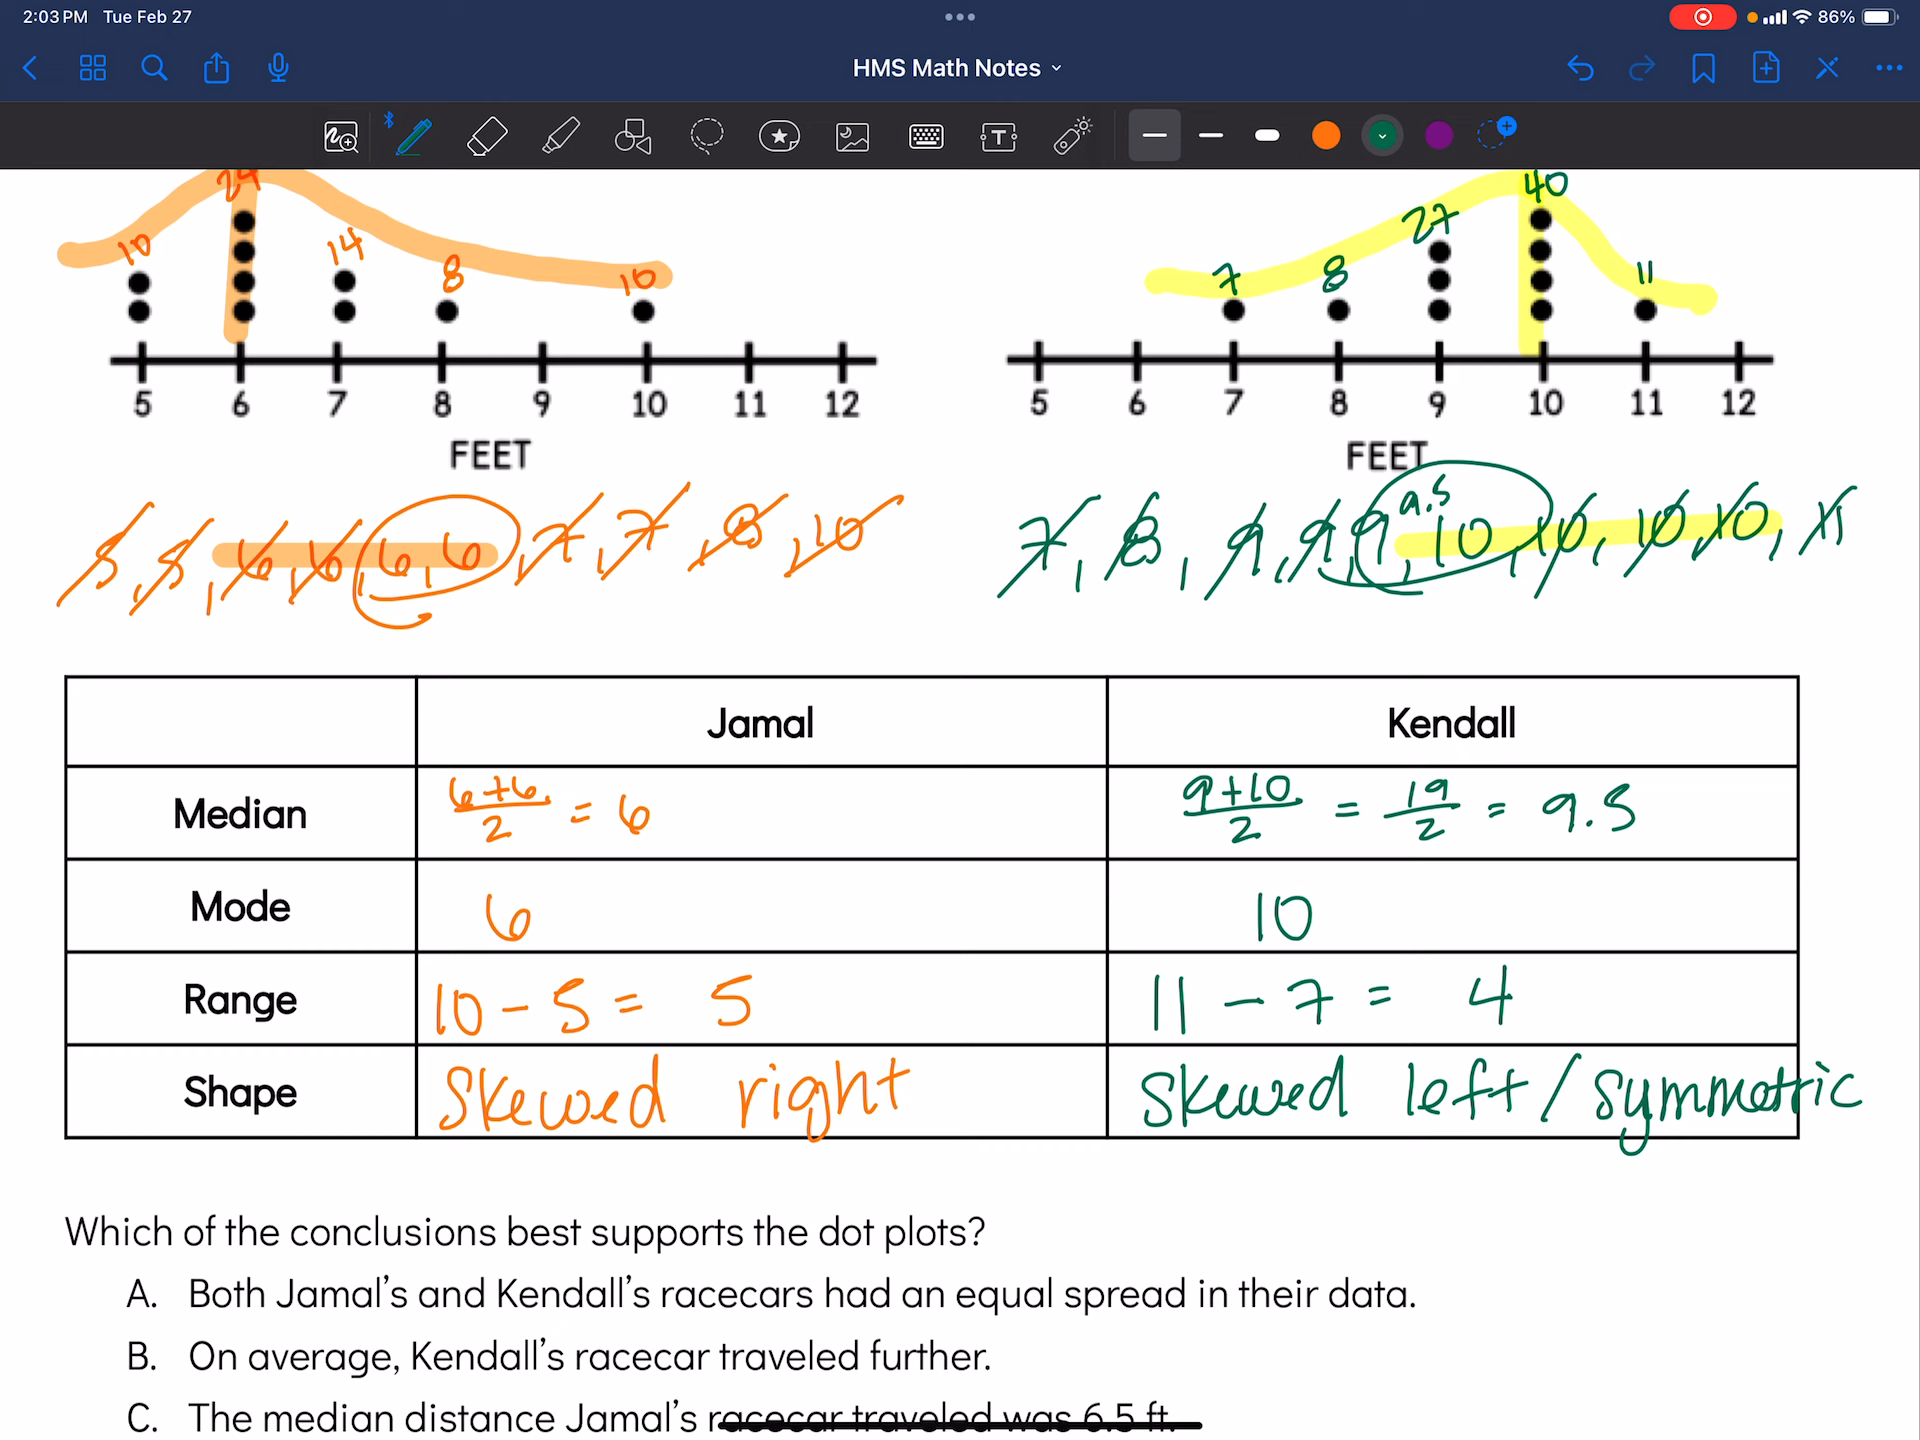 2:03 PM Tue Feb 27
86%
HMS Math Notes
24
10
14
8
10
5 6 7 8 9 10 11 12
FEET
40
27
7
8
11
5 6 7 8 9 10 11 12
FEET
5, 5, 6, 6, 6, 6, 7, 7, 8, 10
9.5
7, 8, 9, 9, 9, 10, 10, 10, 10, 11
Jamal Kendall
Median 6+6/2 = 6 9+10/2 = 19/2 = 9.5
Mode 6 10
Range 10 - 5 = 5 11 - 7 = 4
Shape Skewed right Skewed left / symmetric
Which of the conclusions best supports the dot plots?
A. Both Jamal's and Kendall's racecars had an equal spread in their data.
B. On average, Kendall's racecar traveled further.
C. The median distance Jamal's racecar traveled was 6.5 ft.